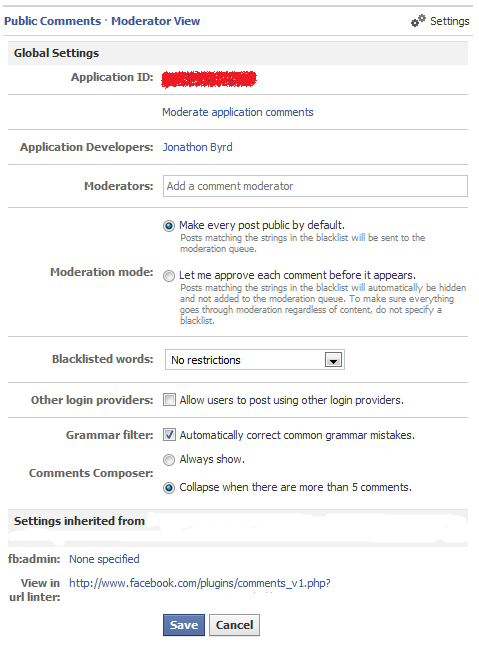 Public Comments · Moderator View
Settings
Global Settings
Application ID:
Moderate application comments
Application Developers: Jonathon Byrd
Moderators: Add a comment moderator
Make every post public by default.
Posts matching the strings in the blacklist will be sent to the
moderation queue.
Moderation mode:
Let me approve each comment before it appears.
Posts matching the strings in the blacklist will automatically be hidden
and not added to the moderation queue. To make sure everything
goes through moderation regardless of content, do not specify a
blacklist.
Blacklisted words: No restrictions
Other login providers: Allow users to post using other login providers.
Grammar filter: Automatically correct common grammar mistakes.
Always show.
Comments Composer:
Collapse when there are more than 5 comments.
Settings inherited from
fb:admin: None specified
View in http://www.facebook.com/plugins/comments_v1.php?
url linter:
Save Cancel